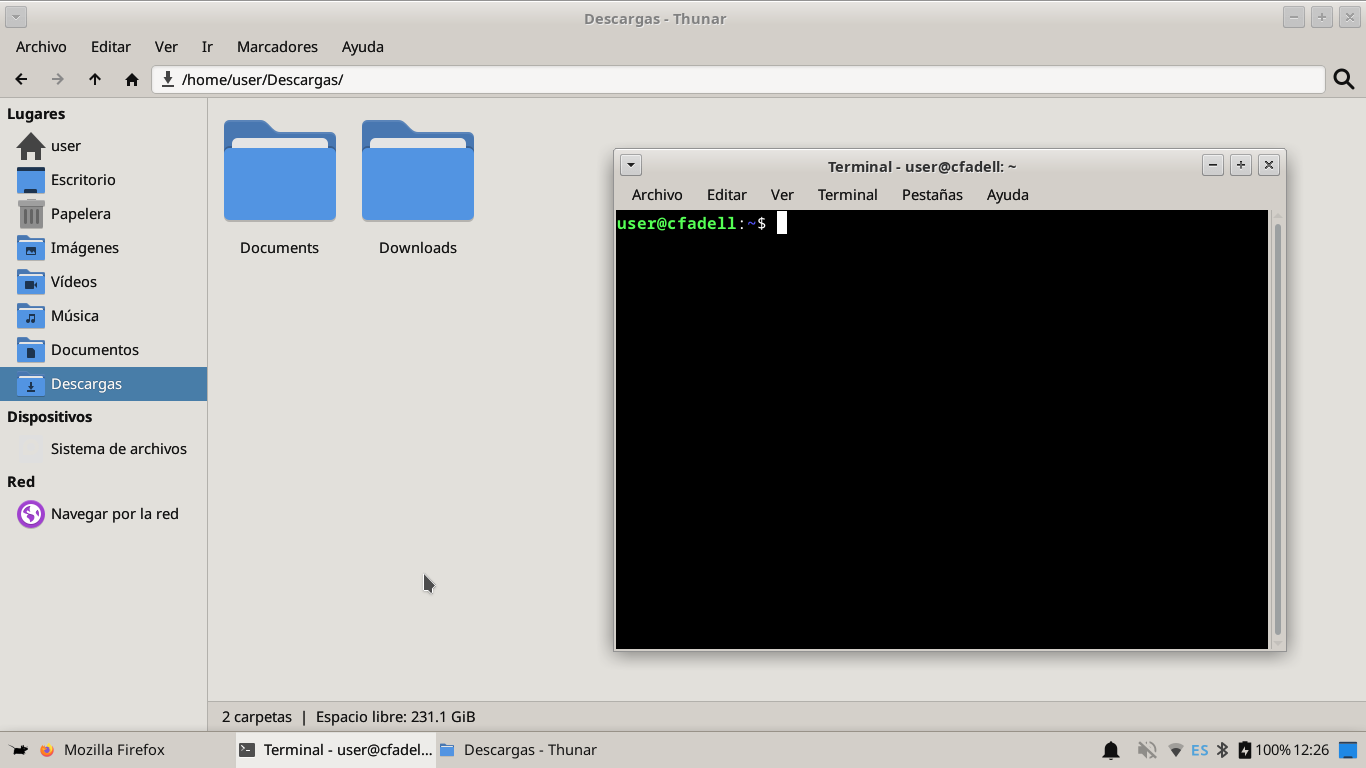 Descargas - Thunar
Archivo Editar Ver Ir Marcadores Ayuda
/home/user/Descargas/
Lugares
user
Escritorio
Papelera
Imágenes
Vídeos
Música
Documentos
Descargas
Dispositivos
Sistema de archivos
Red
Navegar por la red
Documents
Downloads
2 carpetas | Espacio libre: 231.1 GiB
Terminal - user@cfadell: ~
Archivo Editar Ver Terminal Pestañas Ayuda
user@cfadell:~$
Mozilla Firefox
Terminal - user@cfadel...
Descargas - Thunar
ES
100% 12:26